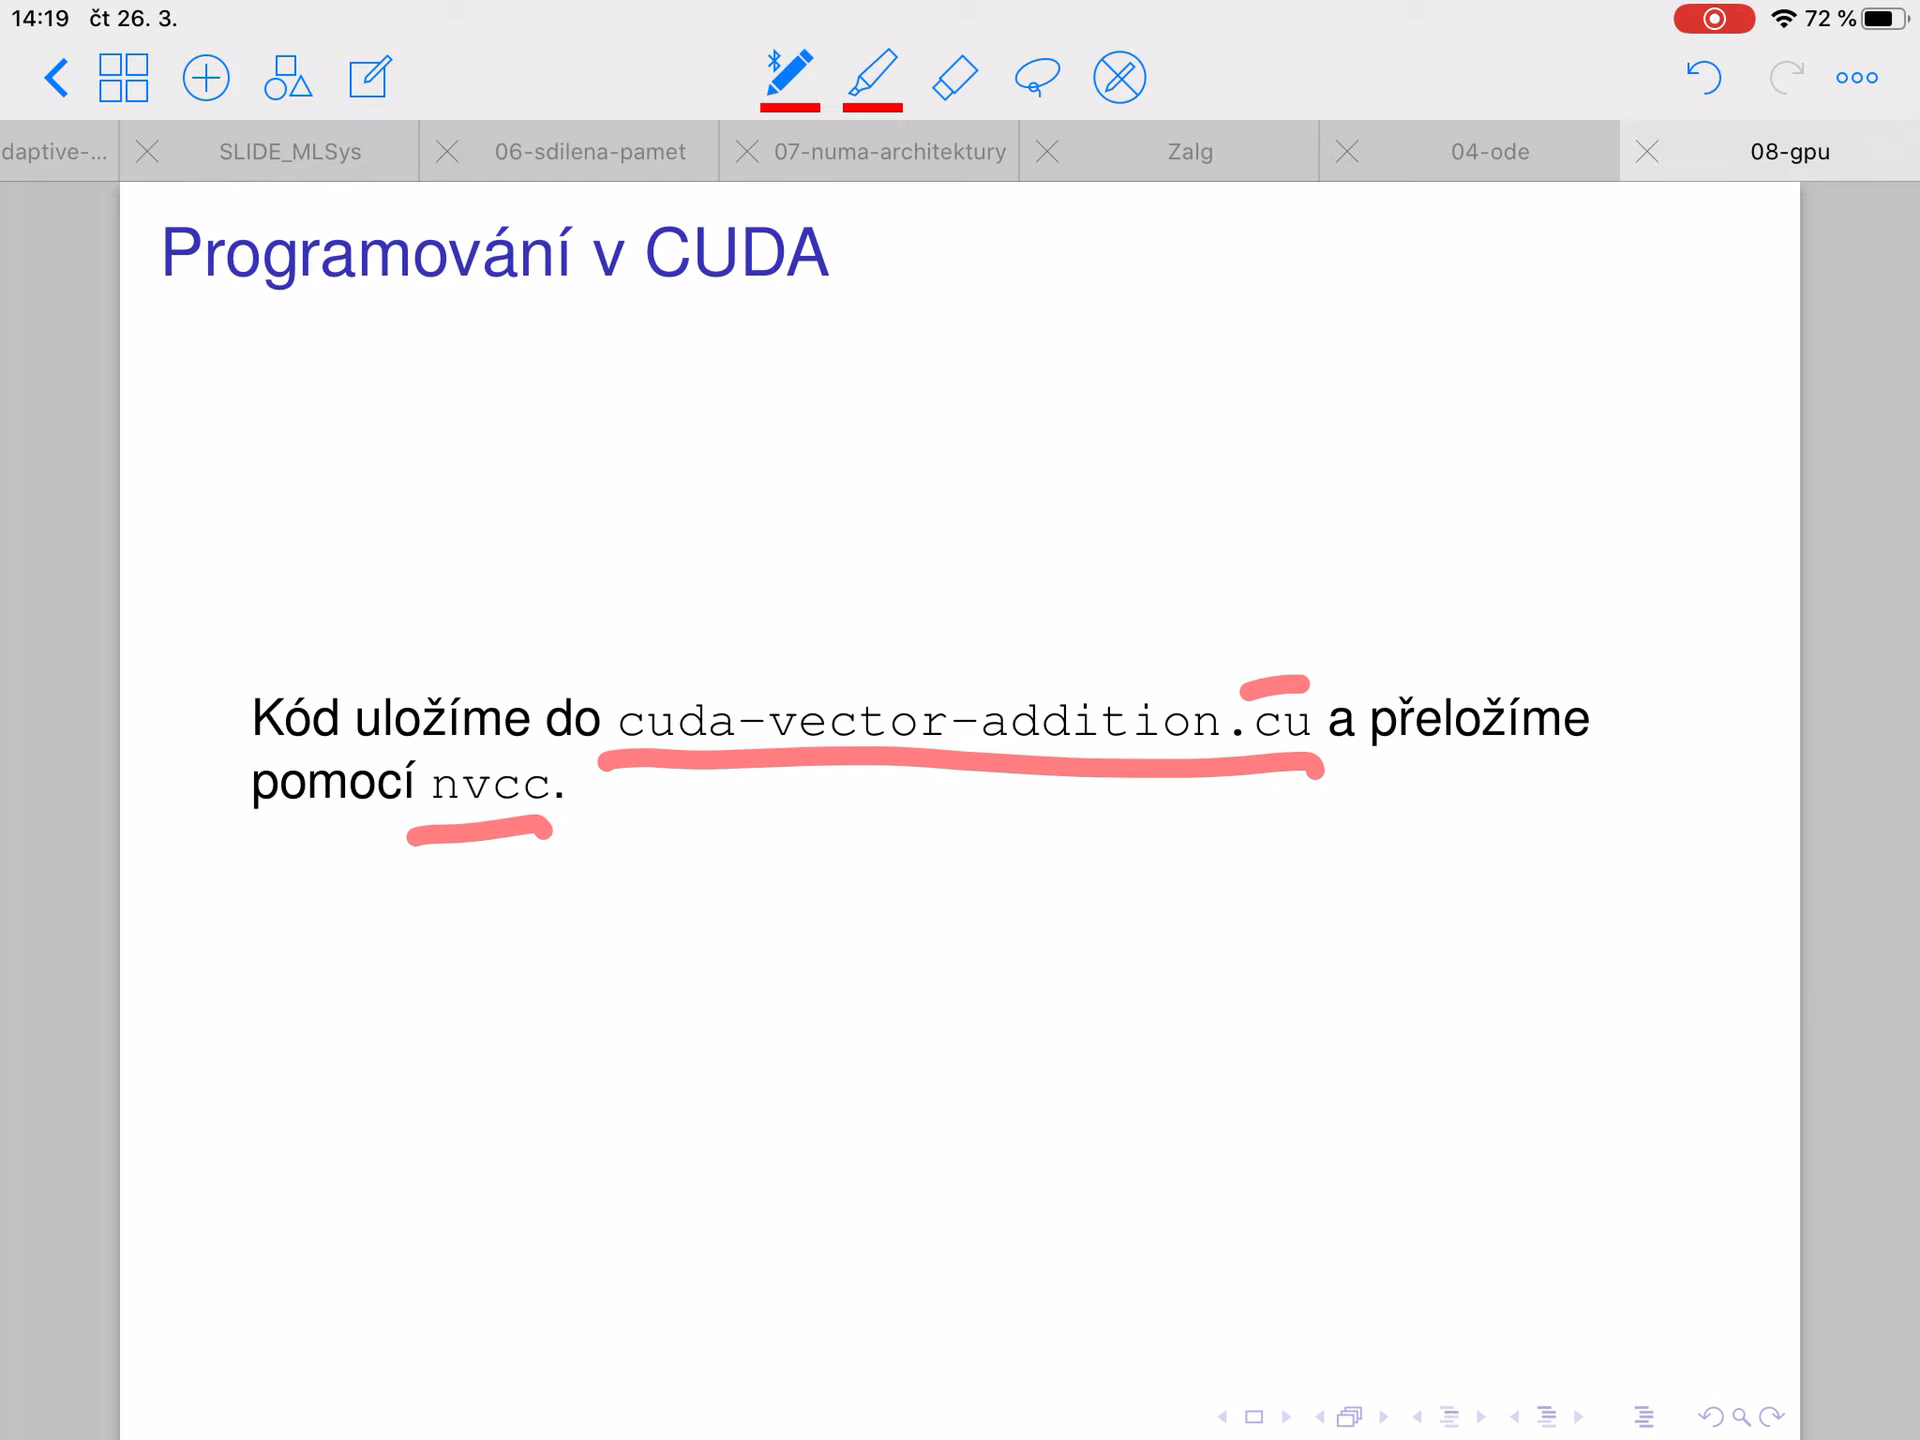 14:19 čt 26. 3.
72 %
daptive-...
SLIDE_MLSys
06-sdilena-pamet
07-numa-architektury
Zalg
04-ode
08-gpu
Programování v CUDA
Kód uložíme do cuda-vector-addition.cu a přeložíme
pomocí nvcc.